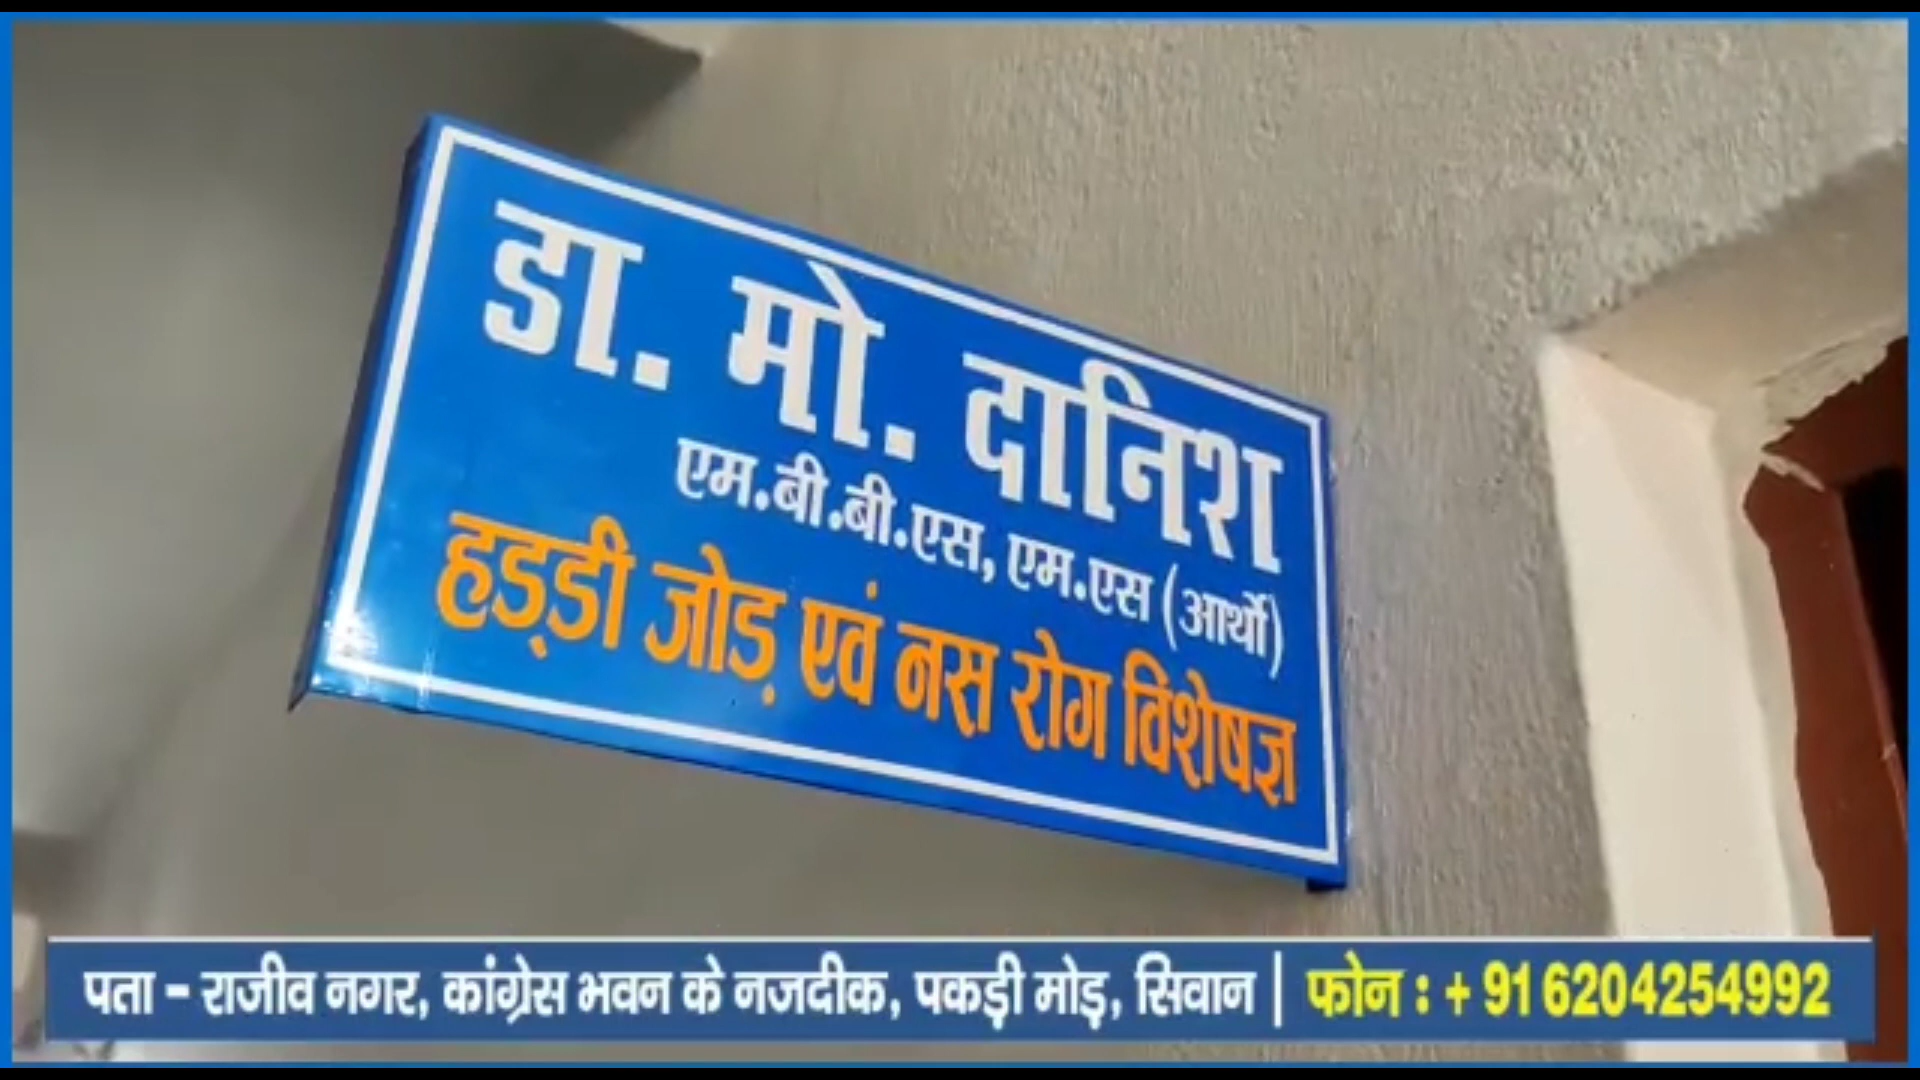 डा. मो. दानिश
एम.बी.बी.एस, एम.एस (आर्थो)
हड्डी जोड़ एवं नस रोग विशेषज्ञ
पता - राजीव नगर, कांग्रेस भवन के नजदीक, पकड़ी मोड़, सिवान | फोन : + 91 6204254992